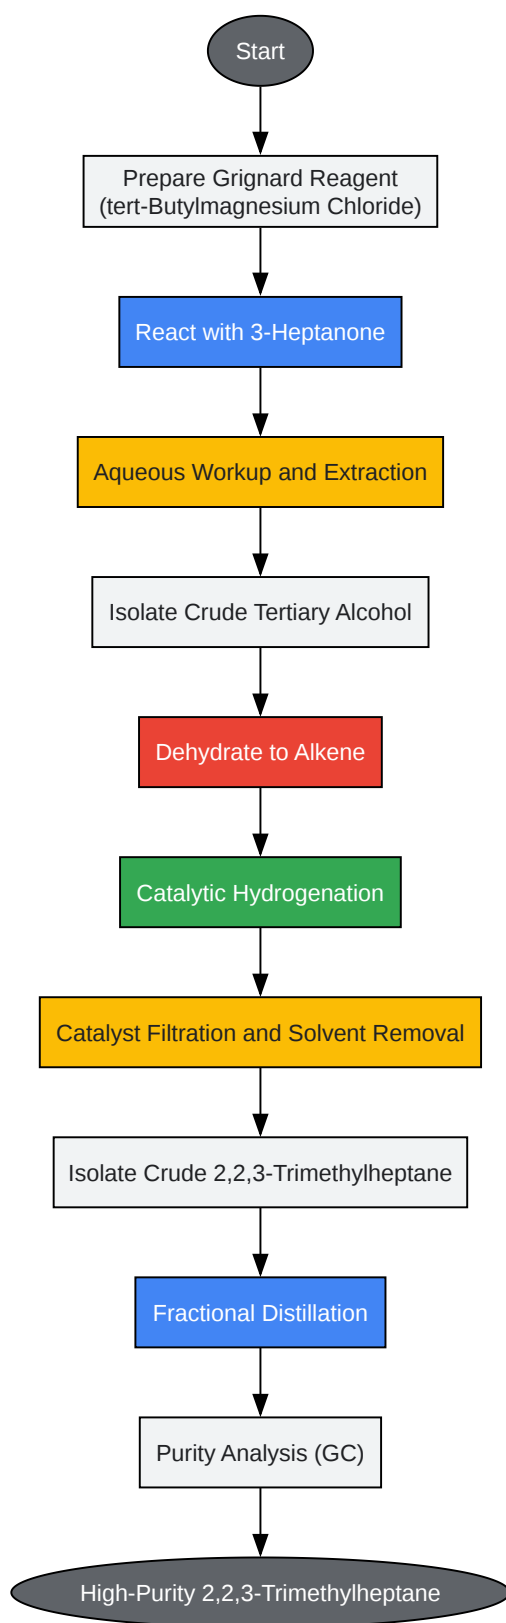 Start
Prepare Grignard Reagent
(tert-Butylmagnesium Chloride)
React with 3-Heptanone
Aqueous Workup and Extraction
Isolate Crude Tertiary Alcohol
Dehydrate to Alkene
Catalytic Hydrogenation
Catalyst Filtration and Solvent Removal
Isolate Crude 2,2,3-Trimethylheptane
Fractional Distillation
Purity Analysis (GC)
High-Purity 2,2,3-Trimethylheptane